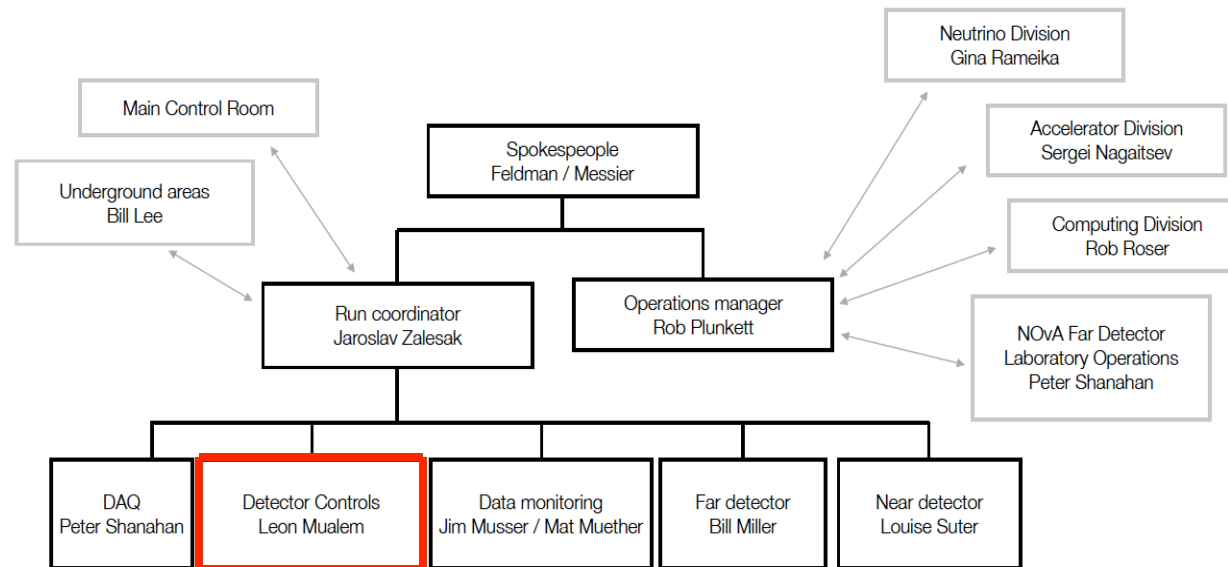 Neutrino Division
Gina Rameika
Main Control Room
Accelerator Division
Sergei Nagaitsev
Spokespeople
Feldman / Messier
Underground areas
Bill Lee
Computing Division
Rob Roser
Run coordinator
Jaroslav Zalesak
Operations manager
Rob Plunkett
NOvA Far Detector
Laboratory Operations
Peter Shanahan
DAQ
Peter Shanahan
Detector Controls
Leon Mualem
Data monitoring
Jim Musser / Mat Muether
Far detector
Bill Miller
Near detector
Louise Suter